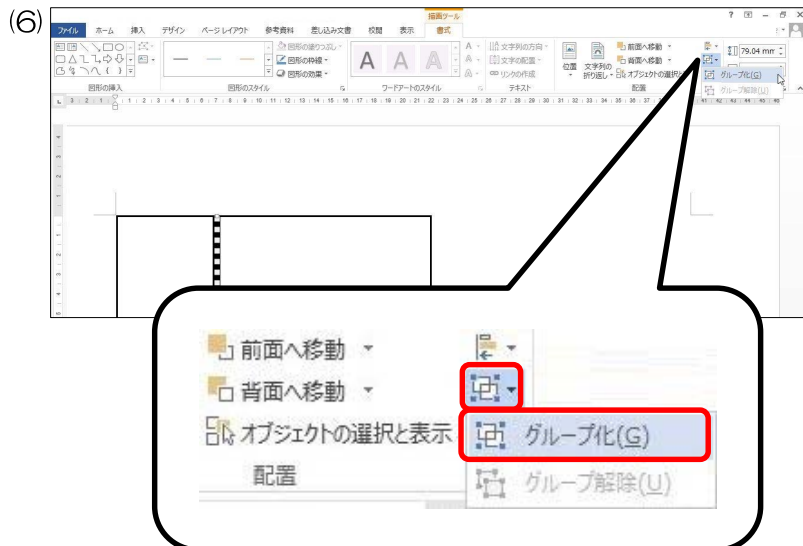 ⑹
描画ツール
ファイル ホーム 挿入 デザイン ページ レイアウト 参考資料 差し込み文書 校閲 表示 書式
図形の塗りつぶし
図形の枠線
図形の効果
A A A
文字列の方向
文字の配置
リンクの作成
位置 文字列の折り返し
前面へ移動
背面へ移動
オブジェクトの選択と
79.04 mm
グループ化(G)
グループ解除(U)
図形の挿入 図形のスタイル ワードアートのスタイル テキスト 配置
前面へ移動
背面へ移動
オブジェクトの選択と表示
グループ化(G)
グループ解除(U)
配置